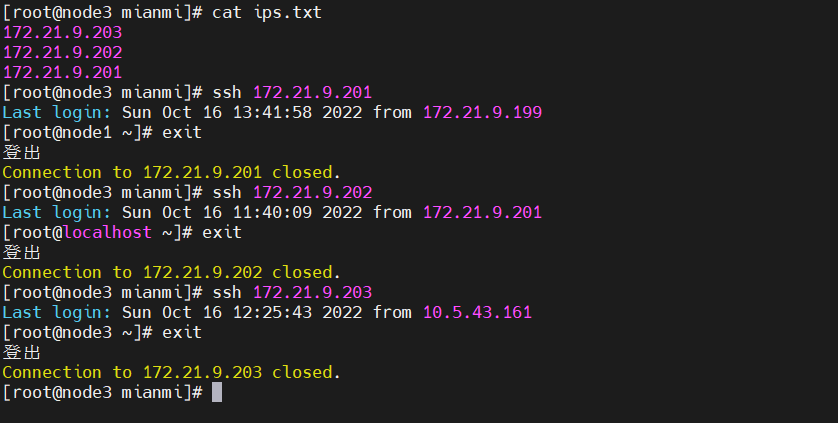 [root@node3 mianmi]# cat ips.txt
172.21.9.203
172.21.9.202
172.21.9.201
[root@node3 mianmi]# ssh 172.21.9.201
Last login: Sun Oct 16 13:41:58 2022 from 172.21.9.199
[root@node1 ~]# exit
登出
Connection to 172.21.9.201 closed.
[root@node3 mianmi]# ssh 172.21.9.202
Last login: Sun Oct 16 11:40:09 2022 from 172.21.9.201
[root@localhost ~]# exit
登出
Connection to 172.21.9.202 closed.
[root@node3 mianmi]# ssh 172.21.9.203
Last login: Sun Oct 16 12:25:43 2022 from 10.5.43.161
[root@node3 ~]# exit
登出
Connection to 172.21.9.203 closed.
[root@node3 mianmi]#